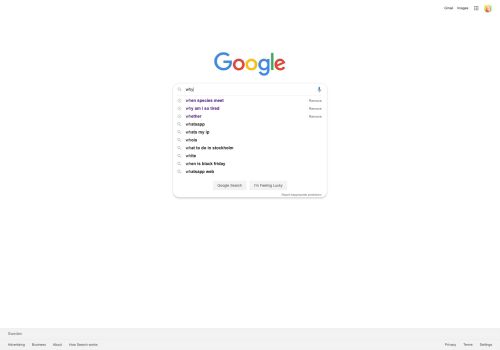 Gmail Images
Google
wh
when species meet Remove
why am i so tired Remove
whether Remove
whatsapp
whats my ip
whois
what to do in stockholm
white
when is black friday
whatsapp web
Google Search I'm Feeling Lucky
Report inappropriate predictions
Sweden
Advertising Business About How Search works Privacy Terms Settings